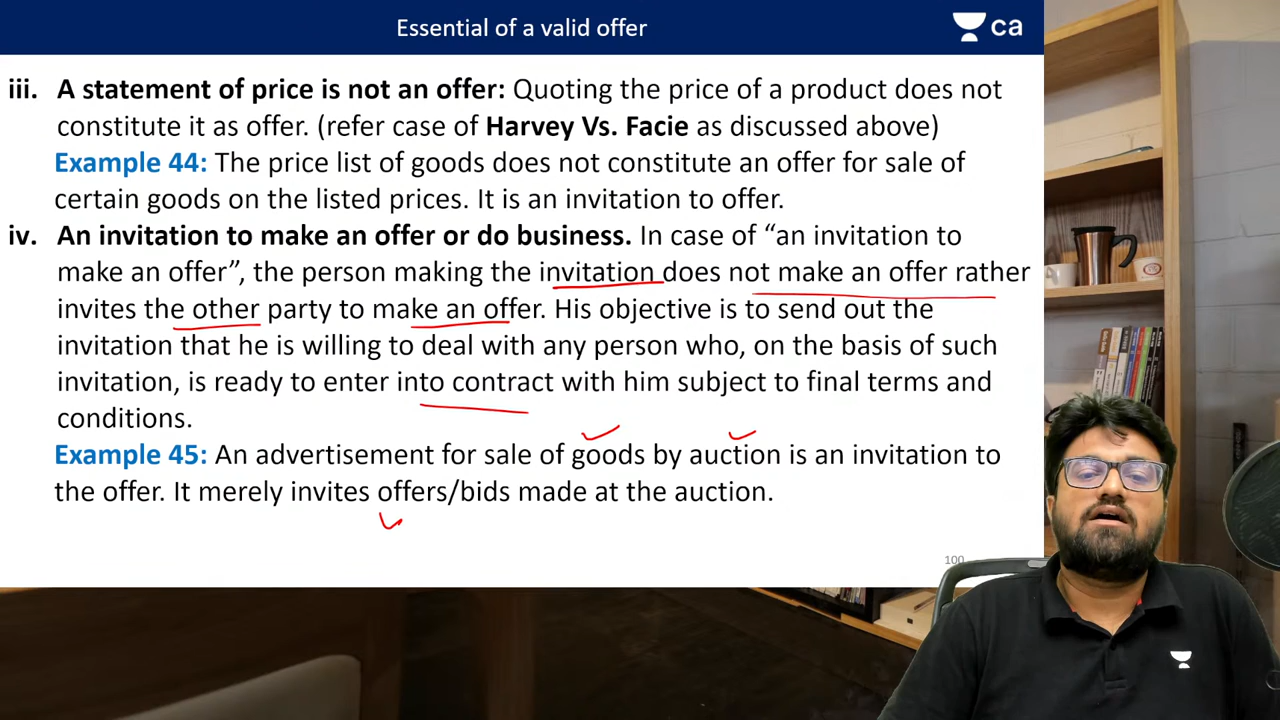 Essential of a valid offer
ca
iii. A statement of price is not an offer: Quoting the price of a product does not
constitute it as offer. (refer case of Harvey Vs. Facie as discussed above)
Example 44: The price list of goods does not constitute an offer for sale of
certain goods on the listed prices. It is an invitation to offer.
iv. An invitation to make an offer or do business. In case of “an invitation to
make an offer”, the person making the invitation does not make an offer rather
invites the other party to make an offer. His objective is to send out the
invitation that he is willing to deal with any person who, on the basis of such
invitation, is ready to enter into contract with him subject to final terms and
conditions.
Example 45: An advertisement for sale of goods by auction is an invitation to
the offer. It merely invites offers/bids made at the auction.
100